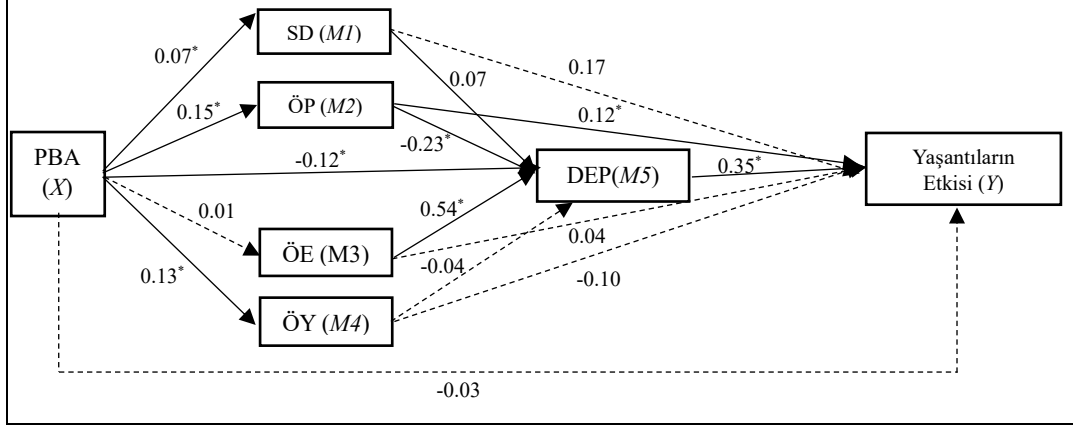 SD (M1)
0.07*
0.07
0.17
ÖP (M2)
0.15*
0.12*
-0.23*
PBA
(X)
-0.12*
DEP(M5)
0.35*
Yaşantıların
Etkisi (Y)
0.01
0.54*
ÖE (M3)
0.04
-0.04
0.13*
-0.10
ÖY (M4)
-0.03